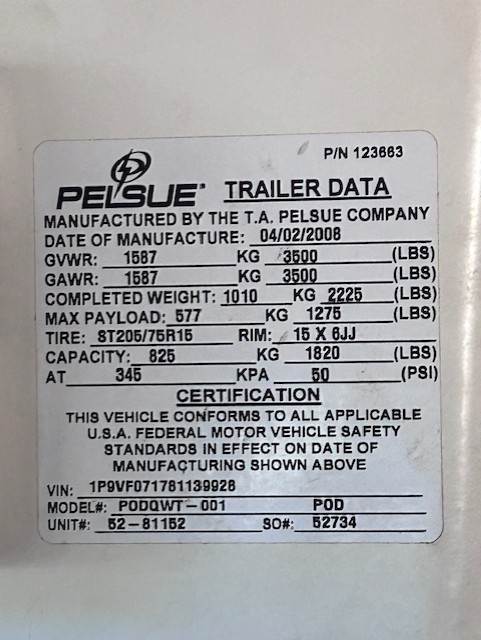 P/N 123663
PELSUE® TRAILER DATA
MANUFACTURED BY THE T.A. PELSUE COMPANY
DATE OF MANUFACTURE: 04/02/2008
GVWR: 1587 KG 3500 (LBS)
GAWR: 1587 KG 3500 (LBS)
COMPLETED WEIGHT: 1010 KG 2225 (LBS)
MAX PAYLOAD: 577 KG 1275 (LBS)
TIRE: ST205/75R15 RIM: 15 X 6JJ
CAPACITY: 825 KG 1820 (LBS)
AT 345 KPA 50 (PSI)
CERTIFICATION
THIS VEHICLE CONFORMS TO ALL APPLICABLE
U.S.A. FEDERAL MOTOR VEHICLE SAFETY
STANDARDS IN EFFECT ON DATE OF
MANUFACTURING SHOWN ABOVE
VIN: 1P9VF071781139928
MODEL#: PODQWT-001 POD
UNIT#: 52-81152 SO#: 52734